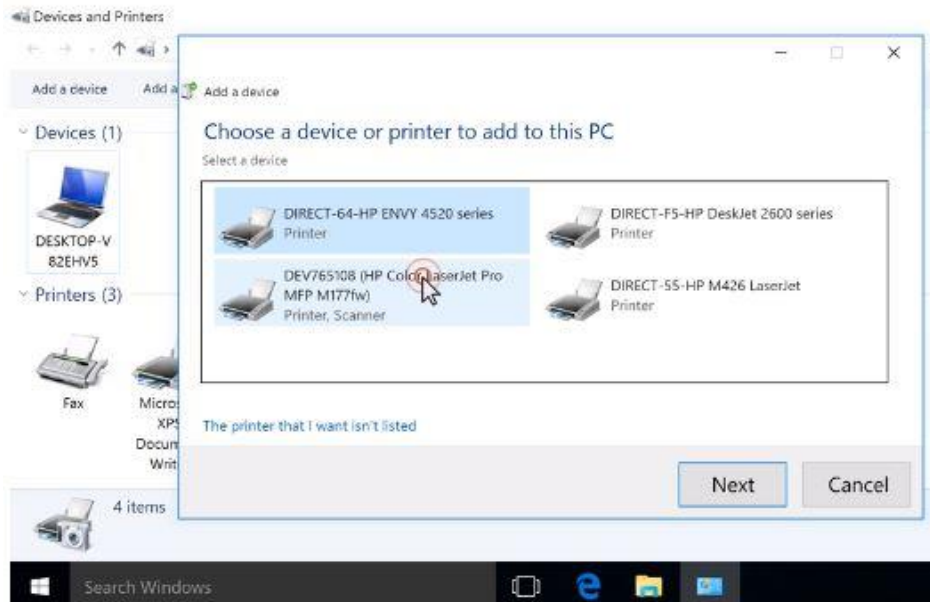 Devices and Printers
Add a device
Add a
Add a device
Devices (1)
DESKTOP-V
82EHV5
Printers (3)
Fax
Micro
XPS
Docum
Writ
4 items
Choose a device or printer to add to this PC
Select a device
DIRECT-64-HP ENVY 4520 series
Printer
DIRECT-F5-HP DeskJet 2600 series
Printer
DEV765108 (HP Color LaserJet Pro
MFP M177fw)
Printer, Scanner
DIRECT-55-HP M426 LaserJet
Printer
The printer that I want isn't listed
Next
Cancel
Search Windows